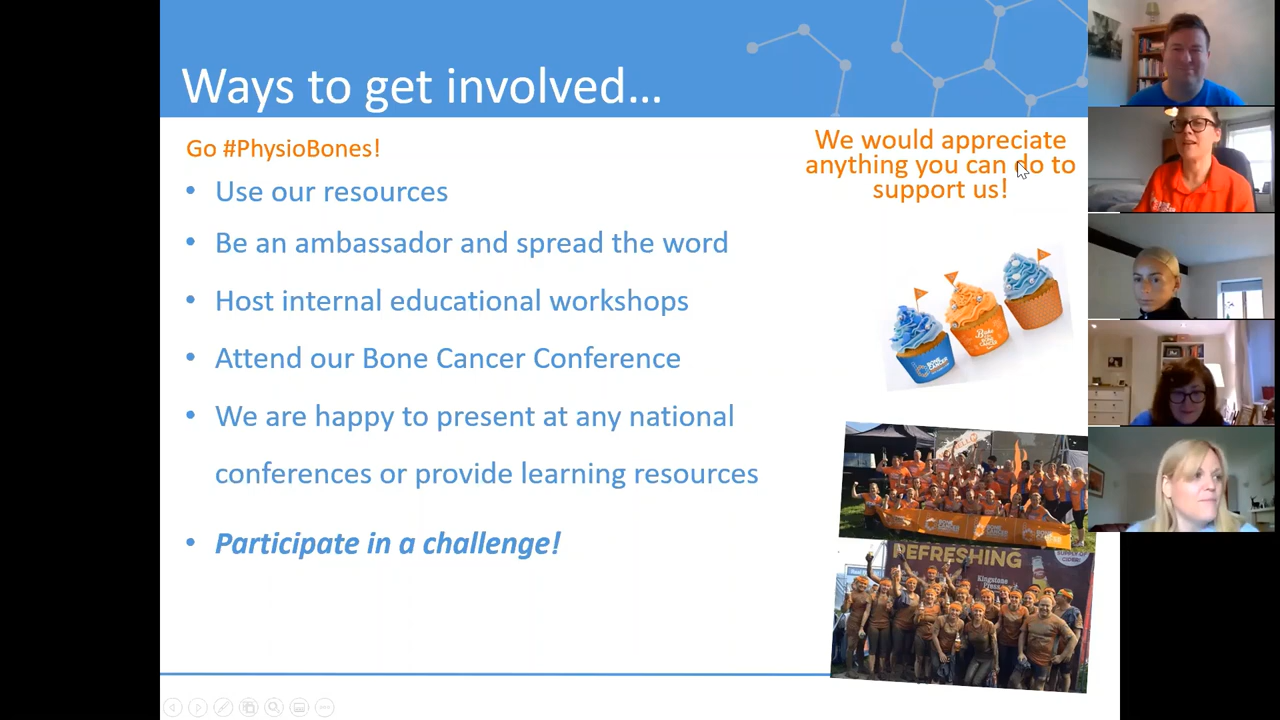 Ways to get involved...
Go #PhysioBones!
We would appreciate
anything you can do to
support us!
• Use our resources
• Be an ambassador and spread the word
• Host internal educational workshops
• Attend our Bone Cancer Conference
• We are happy to present at any national
conferences or provide learning resources
• Participate in a challenge!
BONE
CANCER
REFRESHING